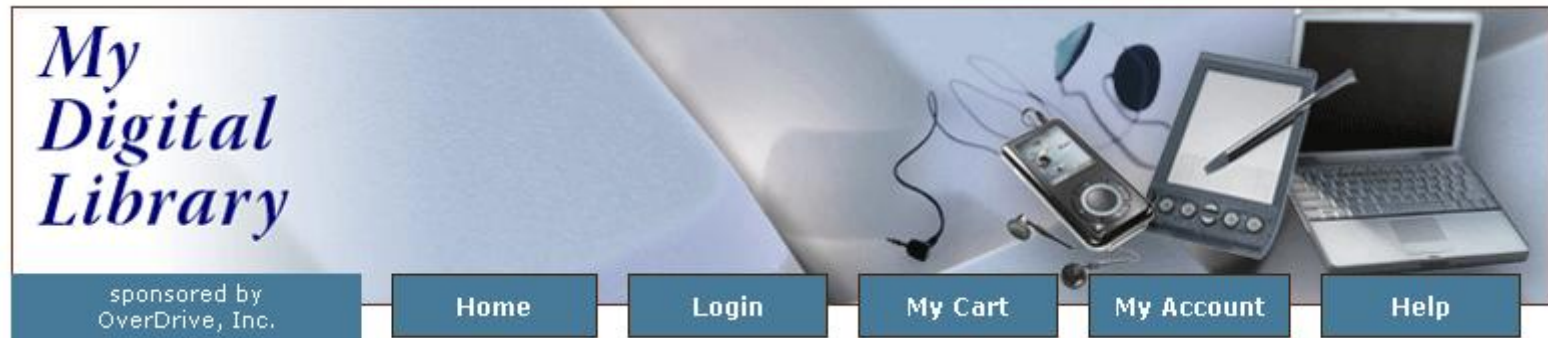 My
Digital
Library
sponsored by
OverDrive, Inc.
Home
Login
My Cart
My Account
Help